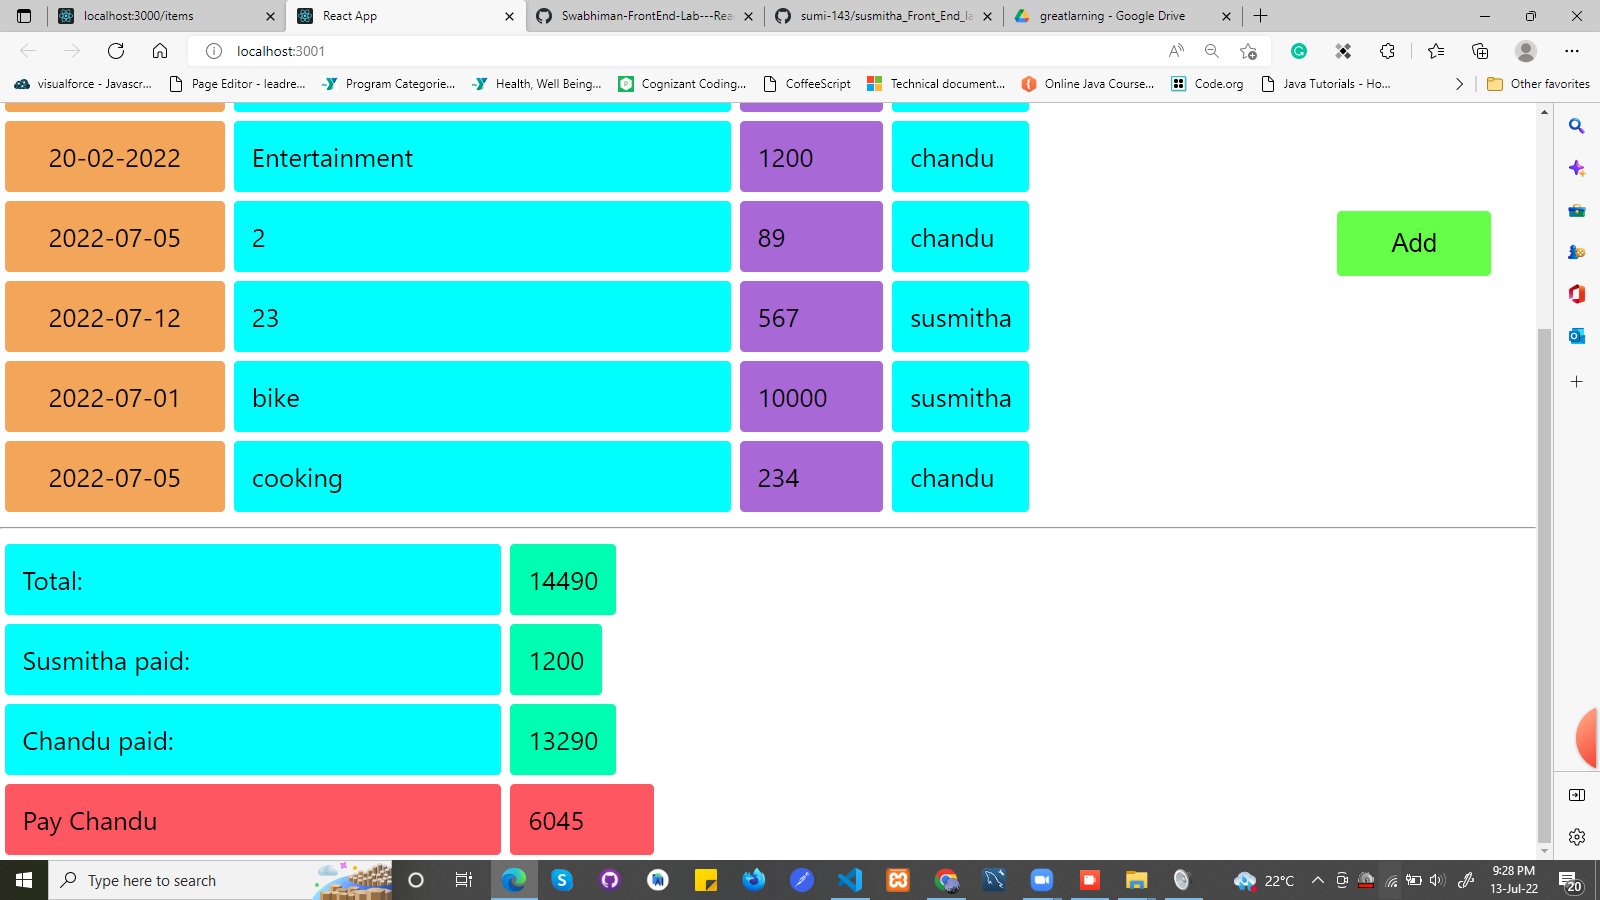 localhost:3000/items
React App
Swabhiman-FrontEnd-Lab---Rea
sumi-143/susmitha_Front_End_la
greatlarning - Google Drive
localhost:3001
visualforce - Javascr...
Page Editor - leadre...
Program Categorie...
Health, Well Being...
Cognizant Coding...
CoffeeScript
Technical document...
Online Java Course...
Code.org
Java Tutorials - Ho...
Other favorites
20-02-2022 Entertainment 1200 chandu
2022-07-05 2 89 chandu
Add
2022-07-12 23 567 susmitha
2022-07-01 bike 10000 susmitha
2022-07-05 cooking 234 chandu
Total: 14490
Susmitha paid: 1200
Chandu paid: 13290
Pay Chandu 6045
Type here to search
22°C
9:28 PM
13-Jul-22
20